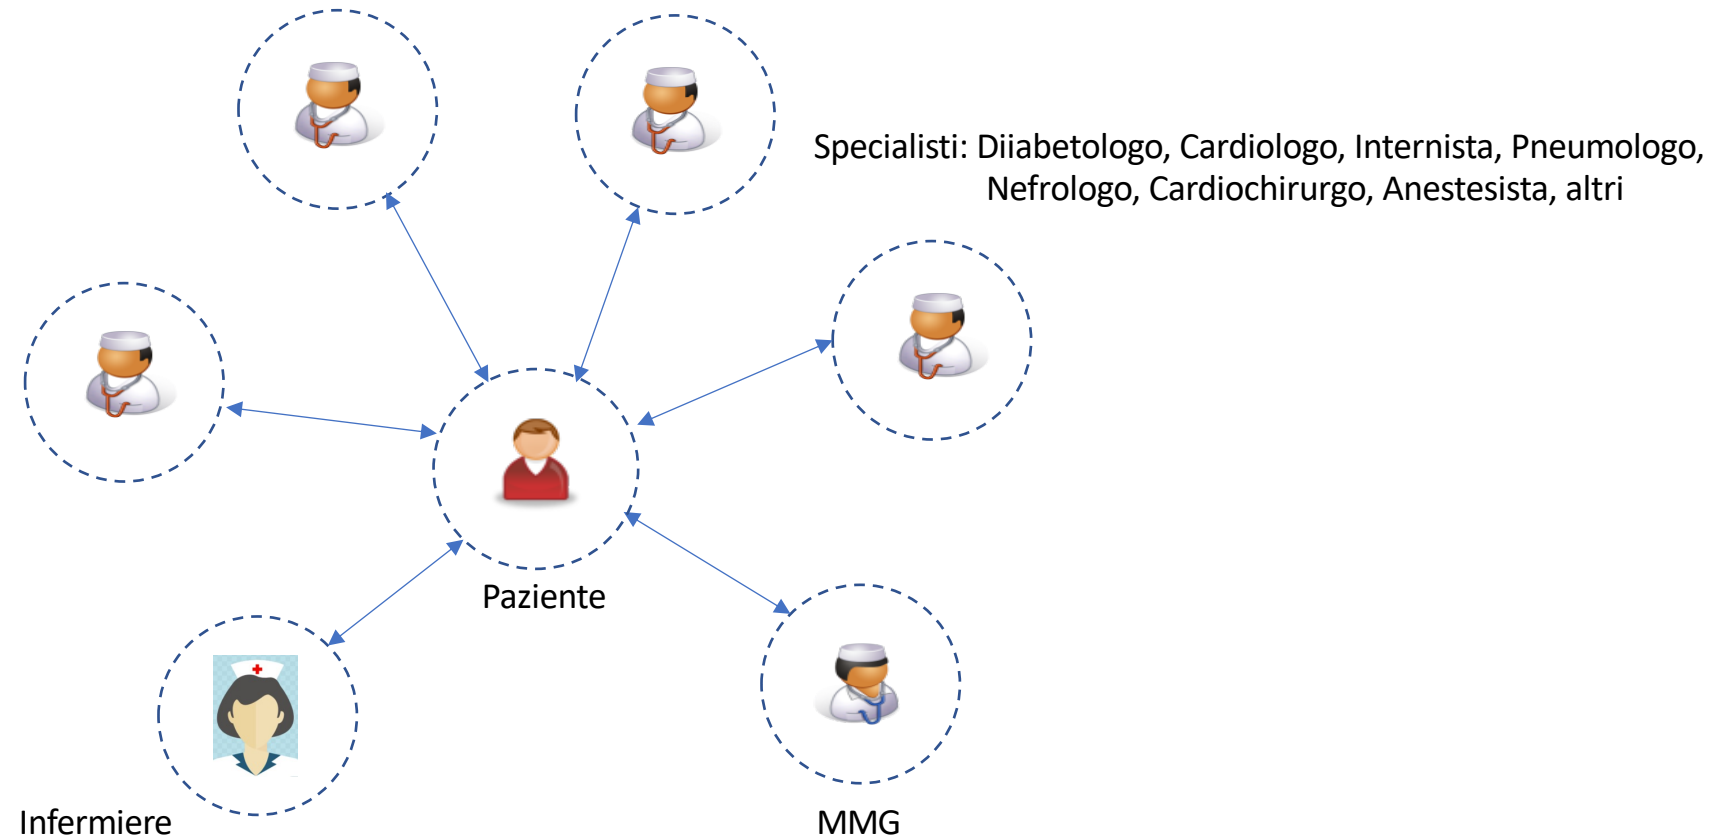 Specialisti: Diiabetologo, Cardiologo, Internista, Pneumologo,
Nefrologo, Cardiochirurgo, Anestesista, altri
Paziente
Infermiere
MMG